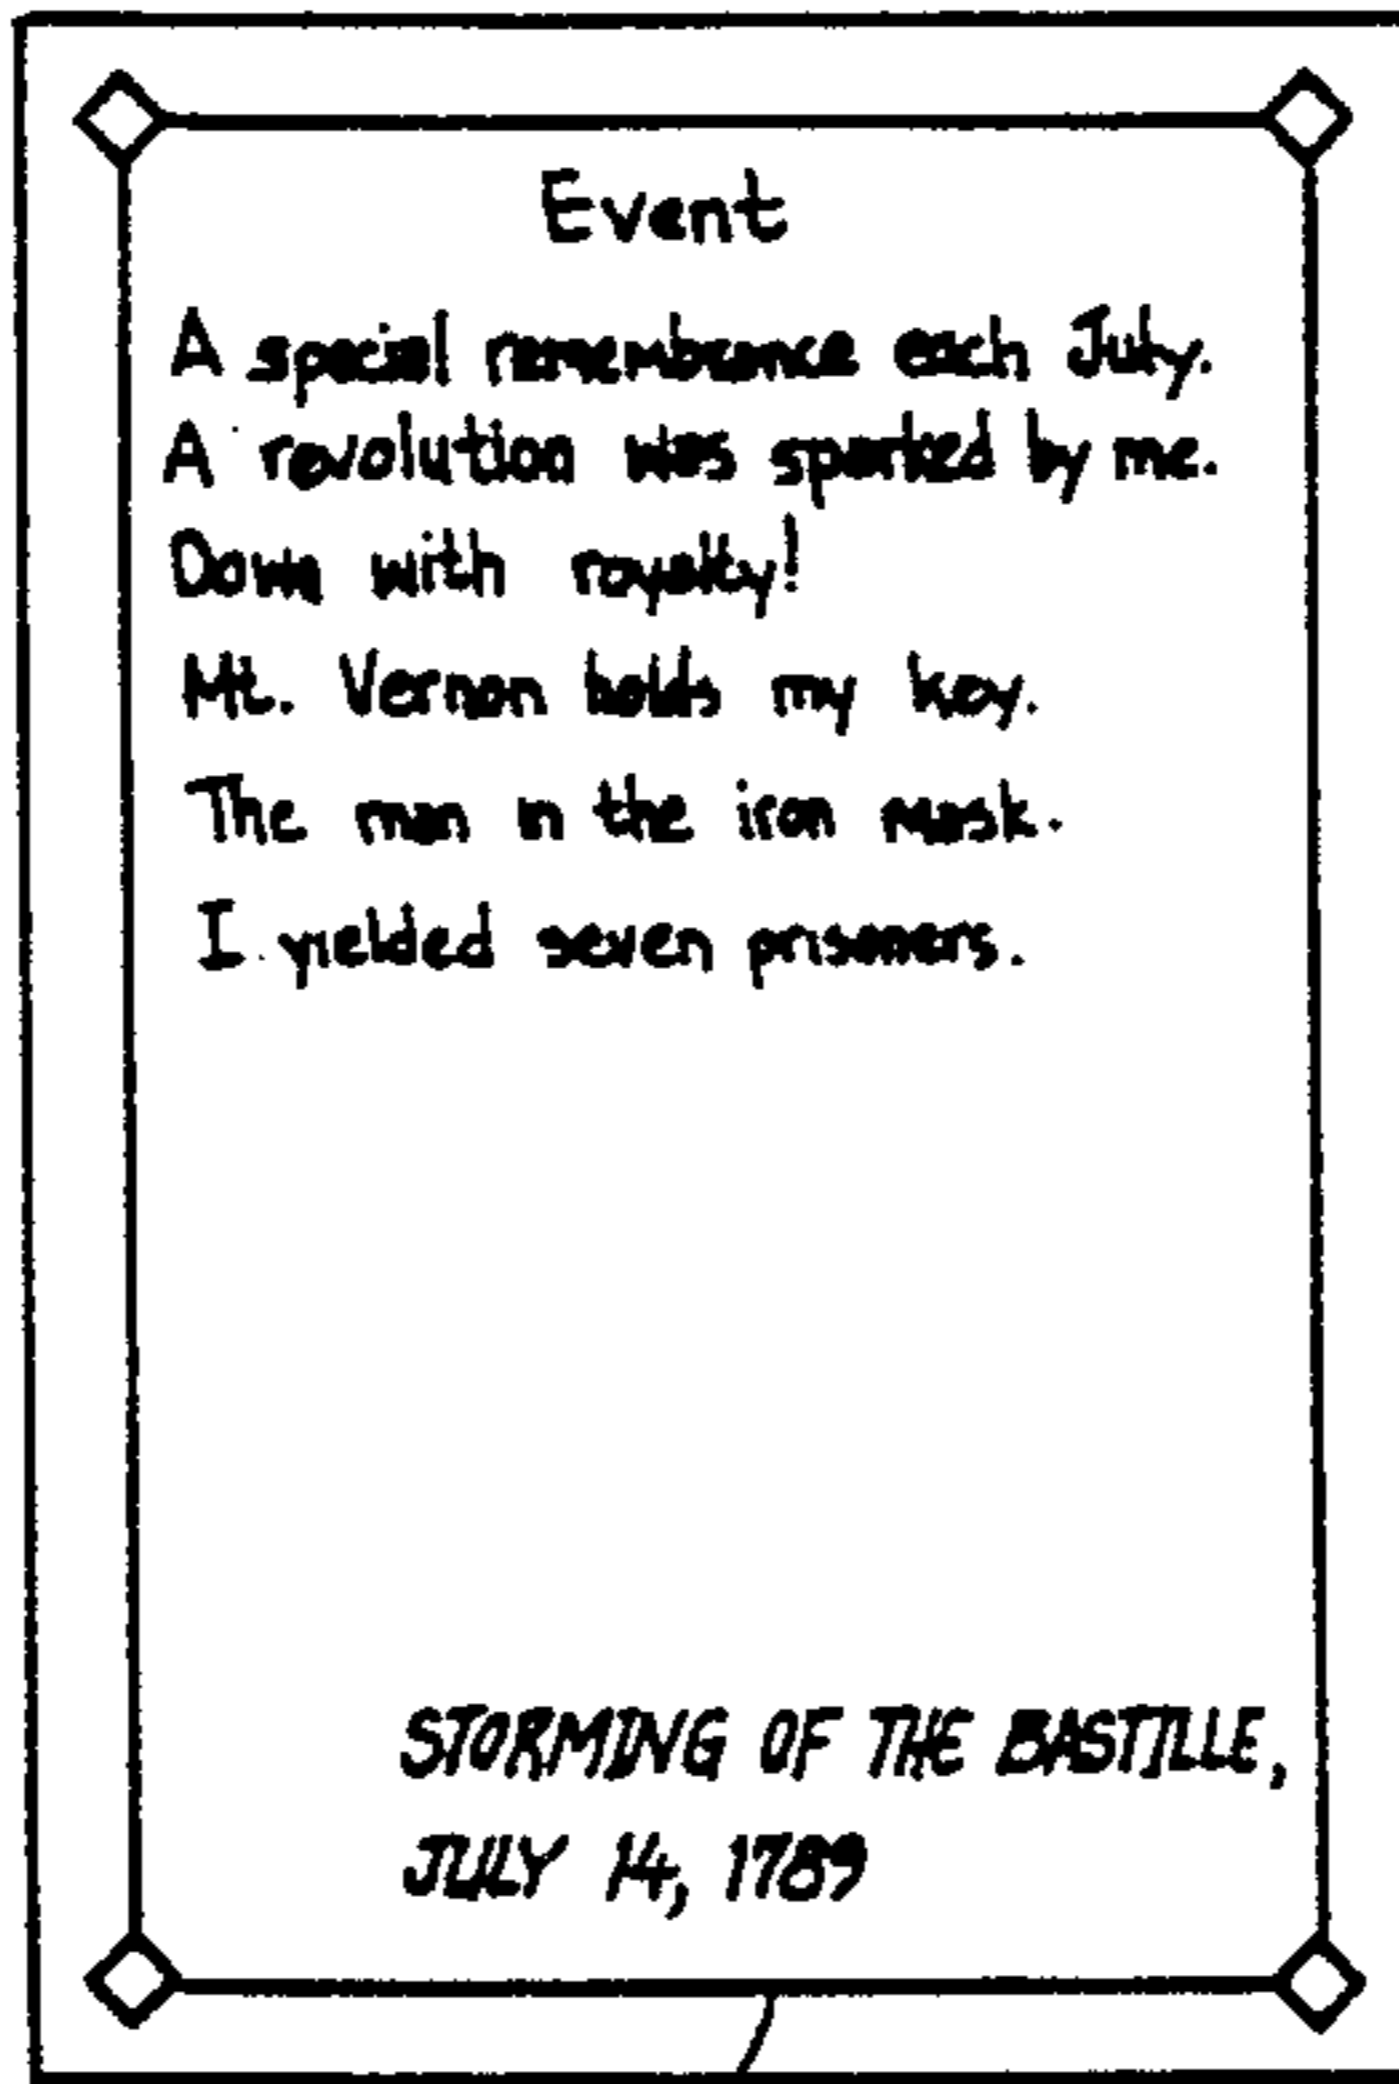 Event
A special remembrance each July.
A revolution was sparked by me.
Down with royalty!
Mt. Vernon holds my key.
The man in the iron mask.
I yielded seven prisoners.
STORMING OF THE BASTILLE,
JULY 14, 1789